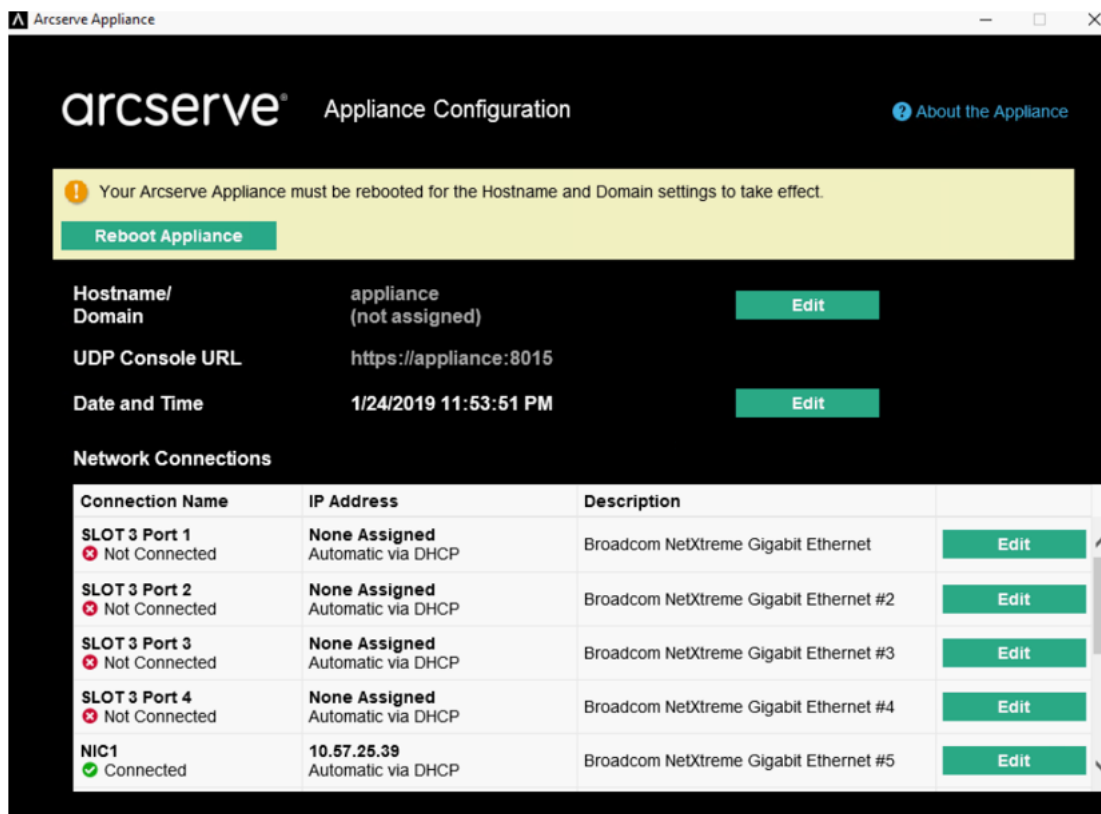 Arcserve Appliance
arcserve® Appliance Configuration
? About the Appliance
! Your Arcserve Appliance must be rebooted for the Hostname and Domain settings to take effect.
Reboot Appliance
Hostname/ appliance
Domain (not assigned)
Edit
UDP Console URL https://appliance:8015
Date and Time 1/24/2019 11:53:51 PM Edit
Network Connections
Connection Name IP Address Description
SLOT 3 Port 1 None Assigned
Not Connected Automatic via DHCP
Broadcom NetXtreme Gigabit Ethernet Edit
SLOT 3 Port 2 None Assigned
Not Connected Automatic via DHCP
Broadcom NetXtreme Gigabit Ethernet #2 Edit
SLOT 3 Port 3 None Assigned
Not Connected Automatic via DHCP
Broadcom NetXtreme Gigabit Ethernet #3 Edit
SLOT 3 Port 4 None Assigned
Not Connected Automatic via DHCP
Broadcom NetXtreme Gigabit Ethernet #4 Edit
NIC1 10.57.25.39
Connected Automatic via DHCP
Broadcom NetXtreme Gigabit Ethernet #5 Edit